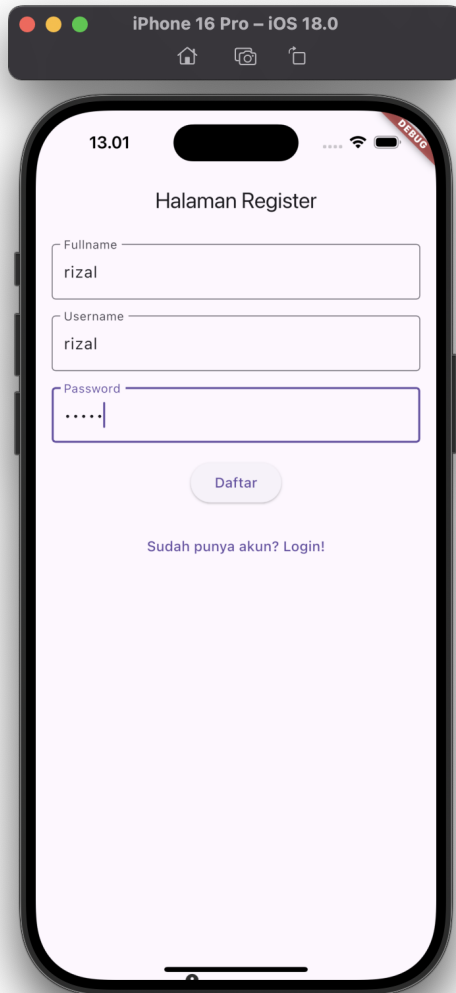 iPhone 16 Pro – iOS 18.0
13.01
DEBUG
Halaman Register
Fullname
rizal
Username
rizal
Password
•••••
Daftar
Sudah punya akun? Login!